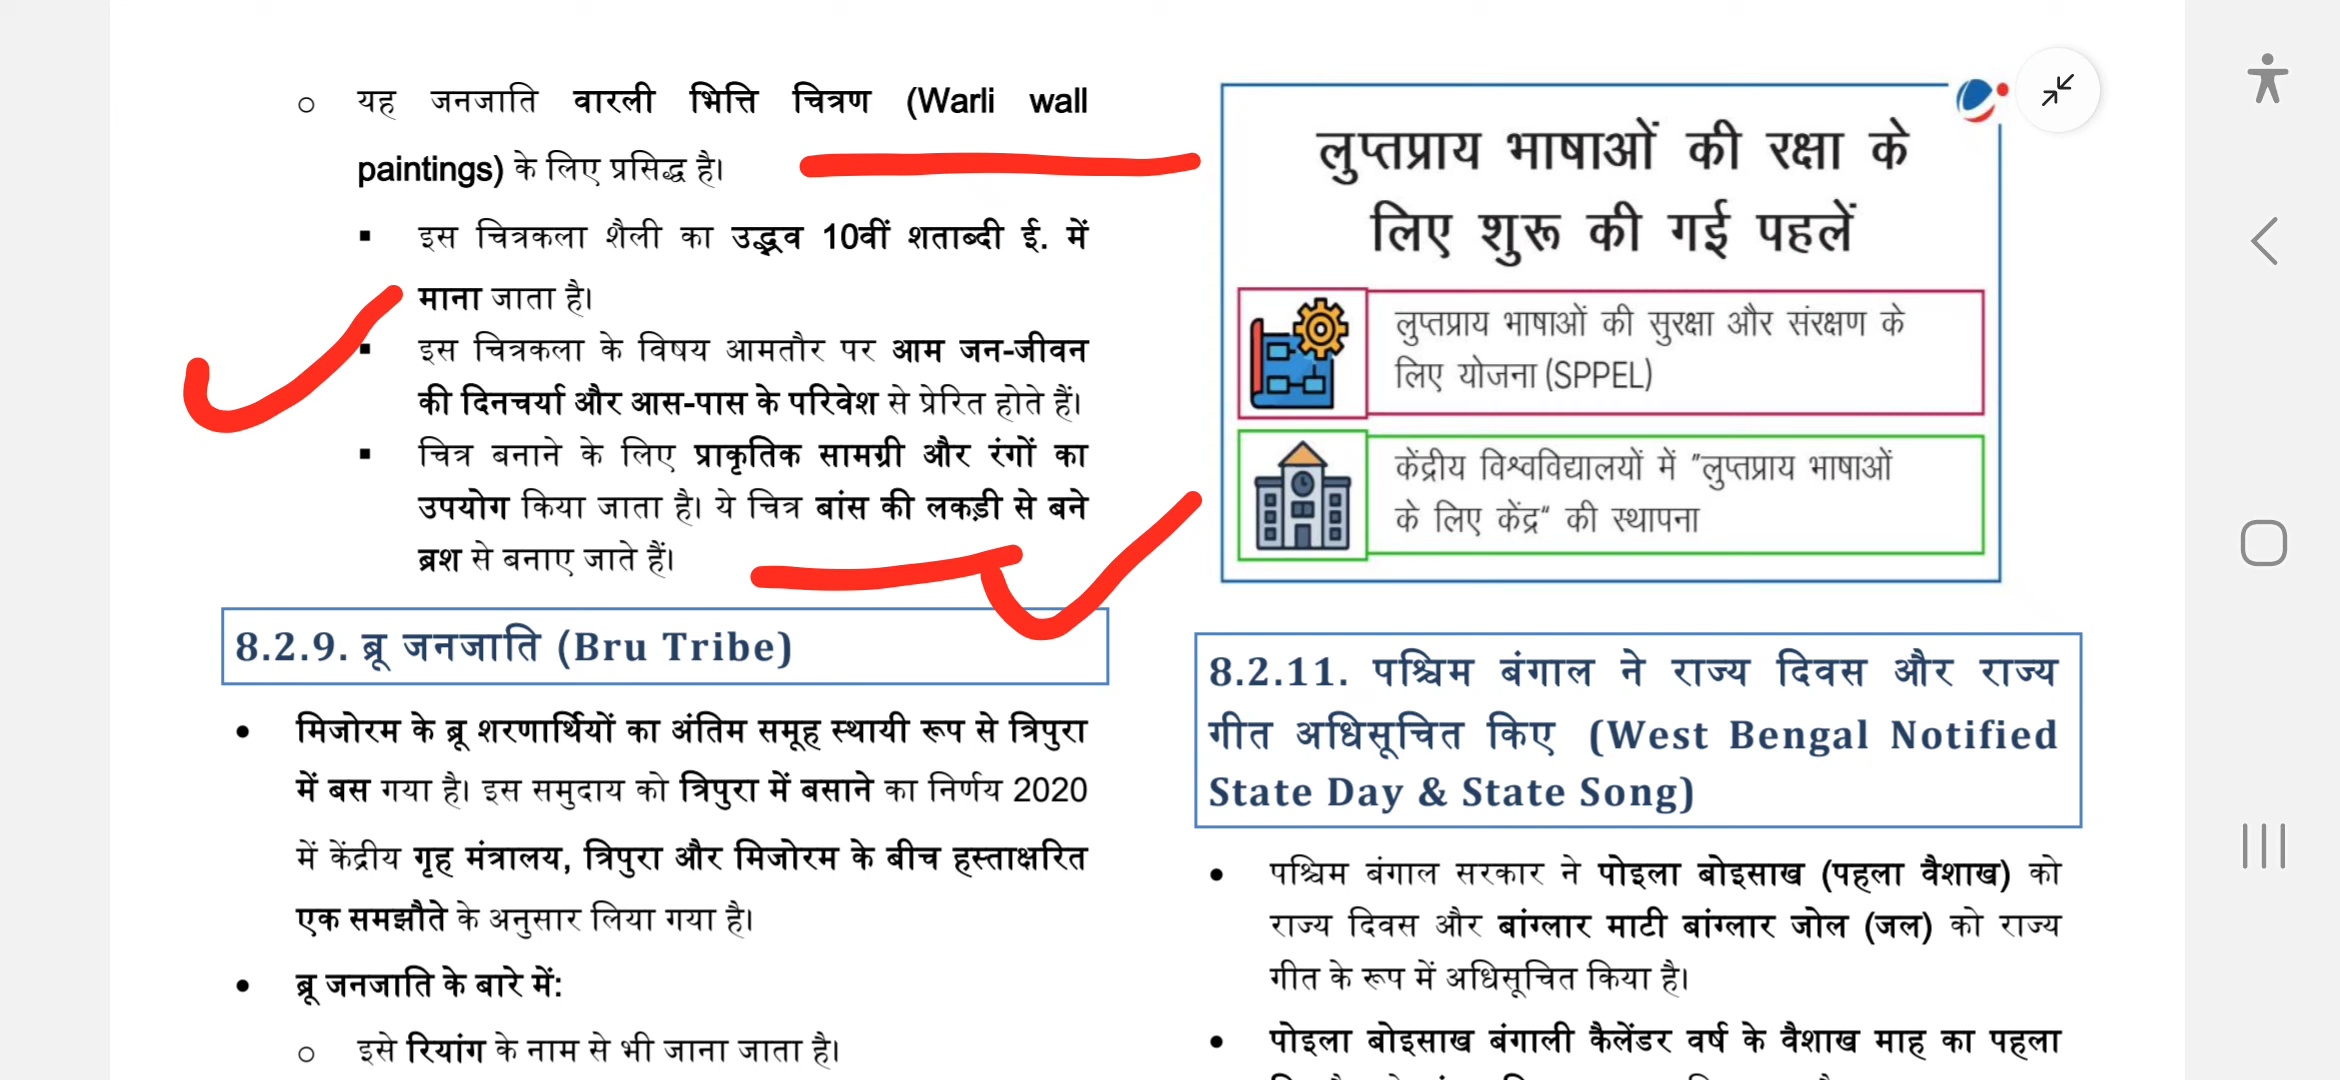 ○ यह जनजाति वारली भित्ति चित्रण (Warli wall
paintings) के लिए प्रसिद्ध है।
▪ इस चित्रकला शैली का उद्भव 10वीं शताब्दी ई. में
माना जाता है।
▪ इस चित्रकला के विषय आमतौर पर आम जन-जीवन
की दिनचर्या और आस-पास के परिवेश से प्रेरित होते हैं।
▪ चित्र बनाने के लिए प्राकृतिक सामग्री और रंगों का
उपयोग किया जाता है। ये चित्र बांस की लकड़ी से बने
ब्रश से बनाए जाते हैं।
8.2.9. ब्रू जनजाति (Bru Tribe)
• मिजोरम के ब्रू शरणार्थियों का अंतिम समूह स्थायी रूप से त्रिपुरा
में बस गया है। इस समुदाय को त्रिपुरा में बसाने का निर्णय 2020
में केंद्रीय गृह मंत्रालय, त्रिपुरा और मिजोरम के बीच हस्ताक्षरित
एक समझौते के अनुसार लिया गया है।
• ब्रू जनजाति के बारे में:
○ इसे रियांग के नाम से भी जाना जाता है।
लुप्तप्राय भाषाओं की रक्षा के
लिए शुरू की गई पहलें
लुप्तप्राय भाषाओं की सुरक्षा और संरक्षण के
लिए योजना (SPPEL)
केंद्रीय विश्वविद्यालयों में "लुप्तप्राय भाषाओं
के लिए केंद्र" की स्थापना
8.2.11. पश्चिम बंगाल ने राज्य दिवस और राज्य
गीत अधिसूचित किए (West Bengal Notified
State Day & State Song)
• पश्चिम बंगाल सरकार ने पोइला बोइसाख (पहला वैशाख) को
राज्य दिवस और बांग्लार माटी बांग्लार जोल (जल) को राज्य
गीत के रूप में अधिसूचित किया है।
• पोइला बोइसाख बंगाली कैलेंडर वर्ष के वैशाख माह का पहला